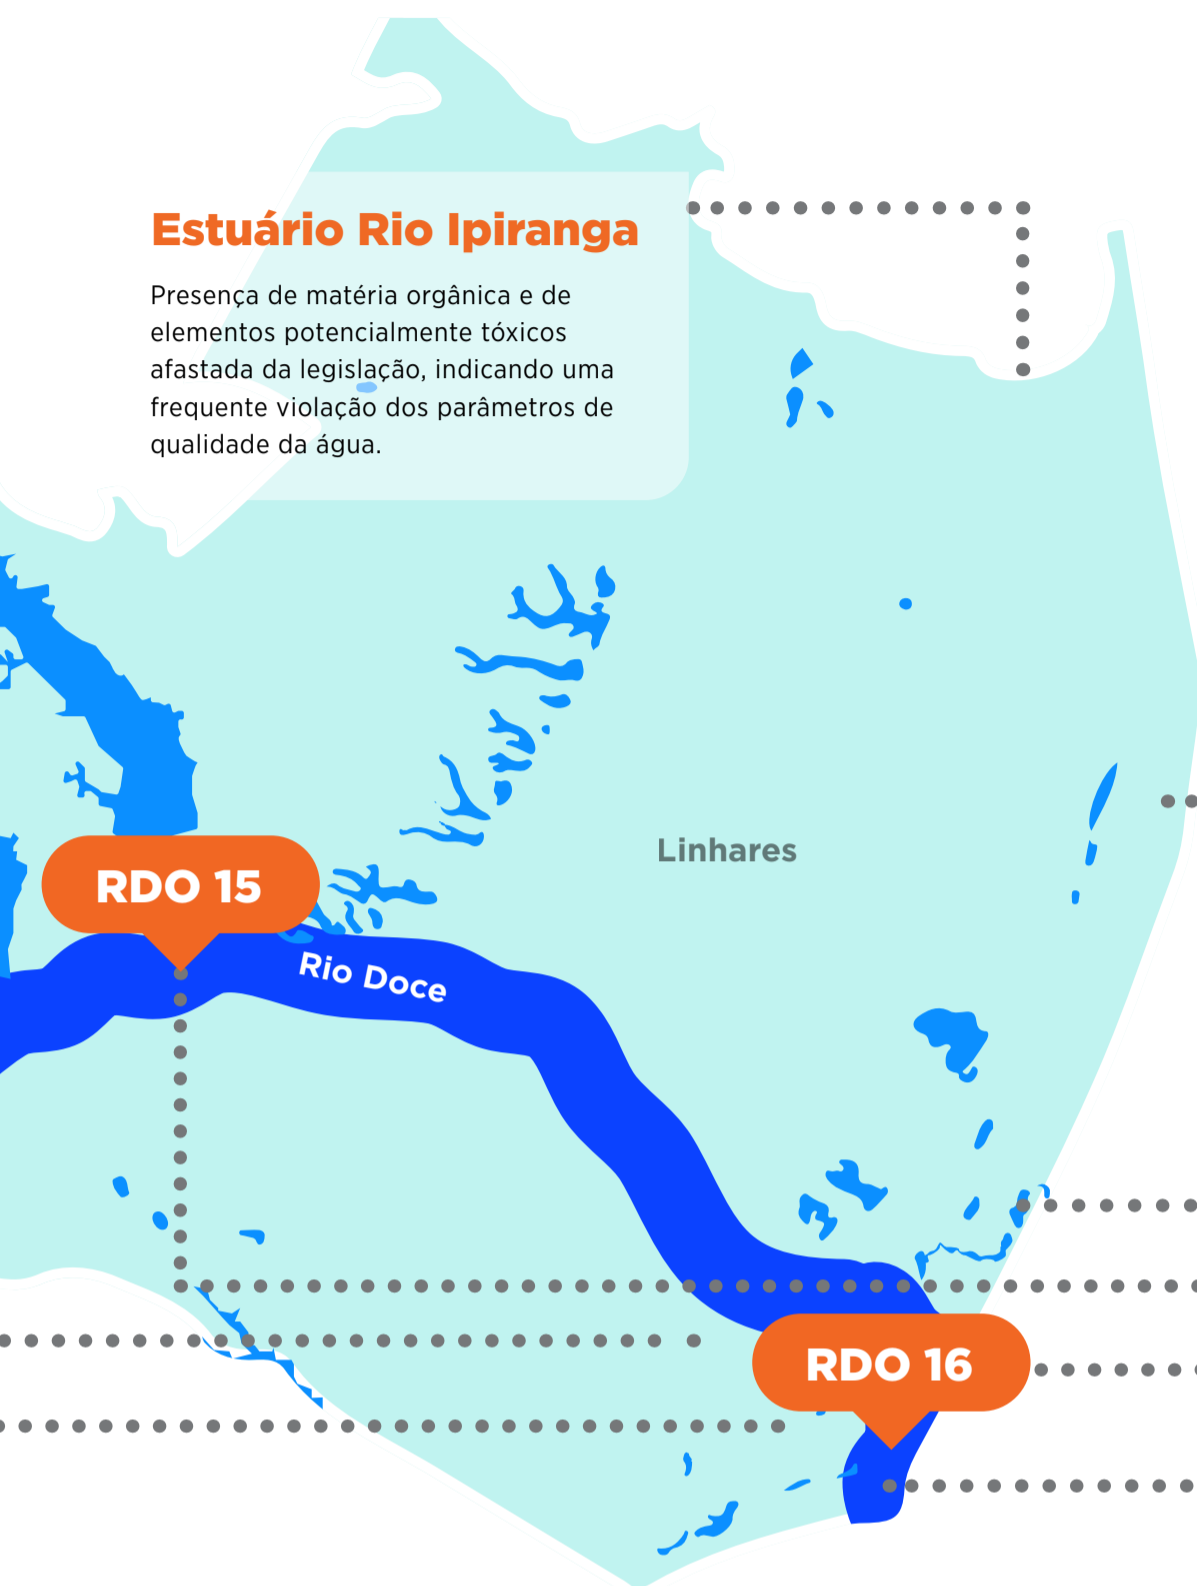 Estuário Rio Ipiranga
Presença de matéria orgânica e de
elementos potencialmente tóxicos
afastada da legislação, indicando uma
frequente violação dos parâmetros de
qualidade da água.
Linhares
RDO 15
Rio Doce
RDO 16